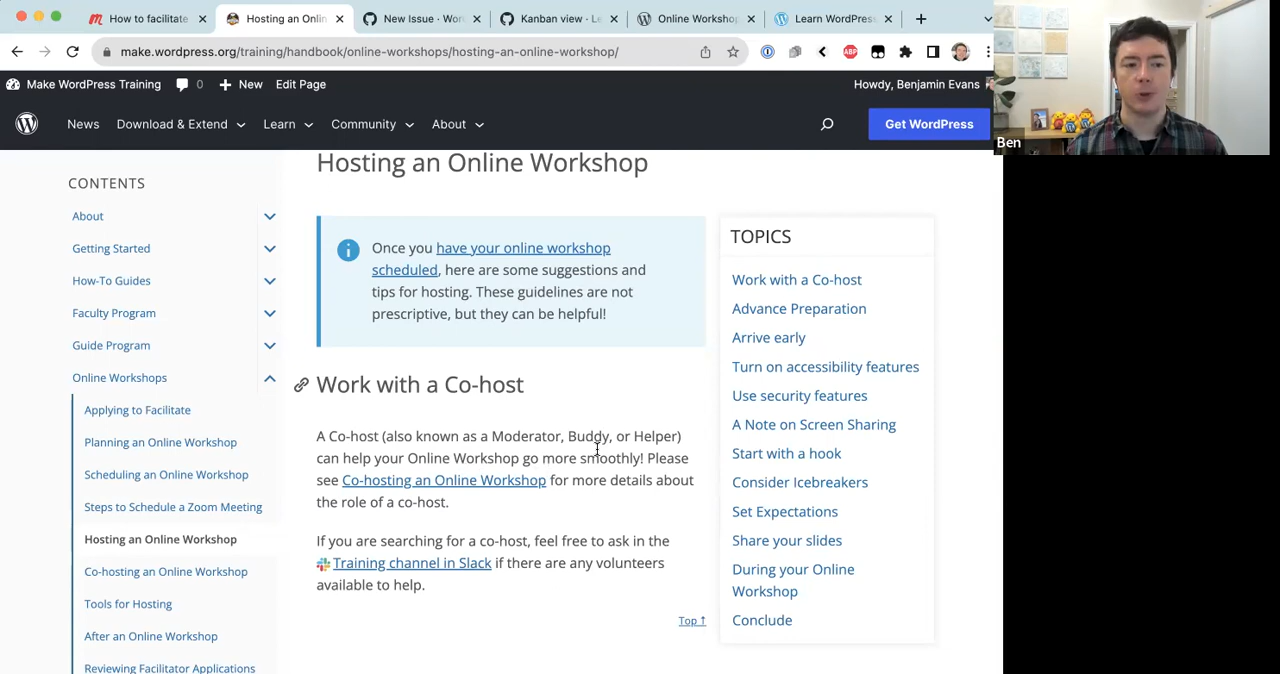 How to facilitate
Hosting an Onlin
New Issue · Wor
Kanban view · Le
Online Workshop
Learn WordPress
make.wordpress.org/training/handbook/online-workshops/hosting-an-online-workshop/
ABP
Make WordPress Training
0
New
Edit Page
Howdy, Benjamin Evans
News
Download & Extend
Learn
Community
About
Get WordPress
Ben
Hosting an Online Workshop
CONTENTS
About
Getting Started
How-To Guides
Faculty Program
Guide Program
Online Workshops
Applying to Facilitate
Planning an Online Workshop
Scheduling an Online Workshop
Steps to Schedule a Zoom Meeting
Hosting an Online Workshop
Co-hosting an Online Workshop
Tools for Hosting
After an Online Workshop
Reviewing Facilitator Applications
Once you have your online workshop
scheduled, here are some suggestions and
tips for hosting. These guidelines are not
prescriptive, but they can be helpful!
Work with a Co-host
A Co-host (also known as a Moderator, Buddy, or Helper)
can help your Online Workshop go more smoothly! Please
see Co-hosting an Online Workshop for more details about
the role of a co-host.
If you are searching for a co-host, feel free to ask in the
Training channel in Slack if there are any volunteers
available to help.
Top ↑
TOPICS
Work with a Co-host
Advance Preparation
Arrive early
Turn on accessibility features
Use security features
A Note on Screen Sharing
Start with a hook
Consider Icebreakers
Set Expectations
Share your slides
During your Online
Workshop
Conclude